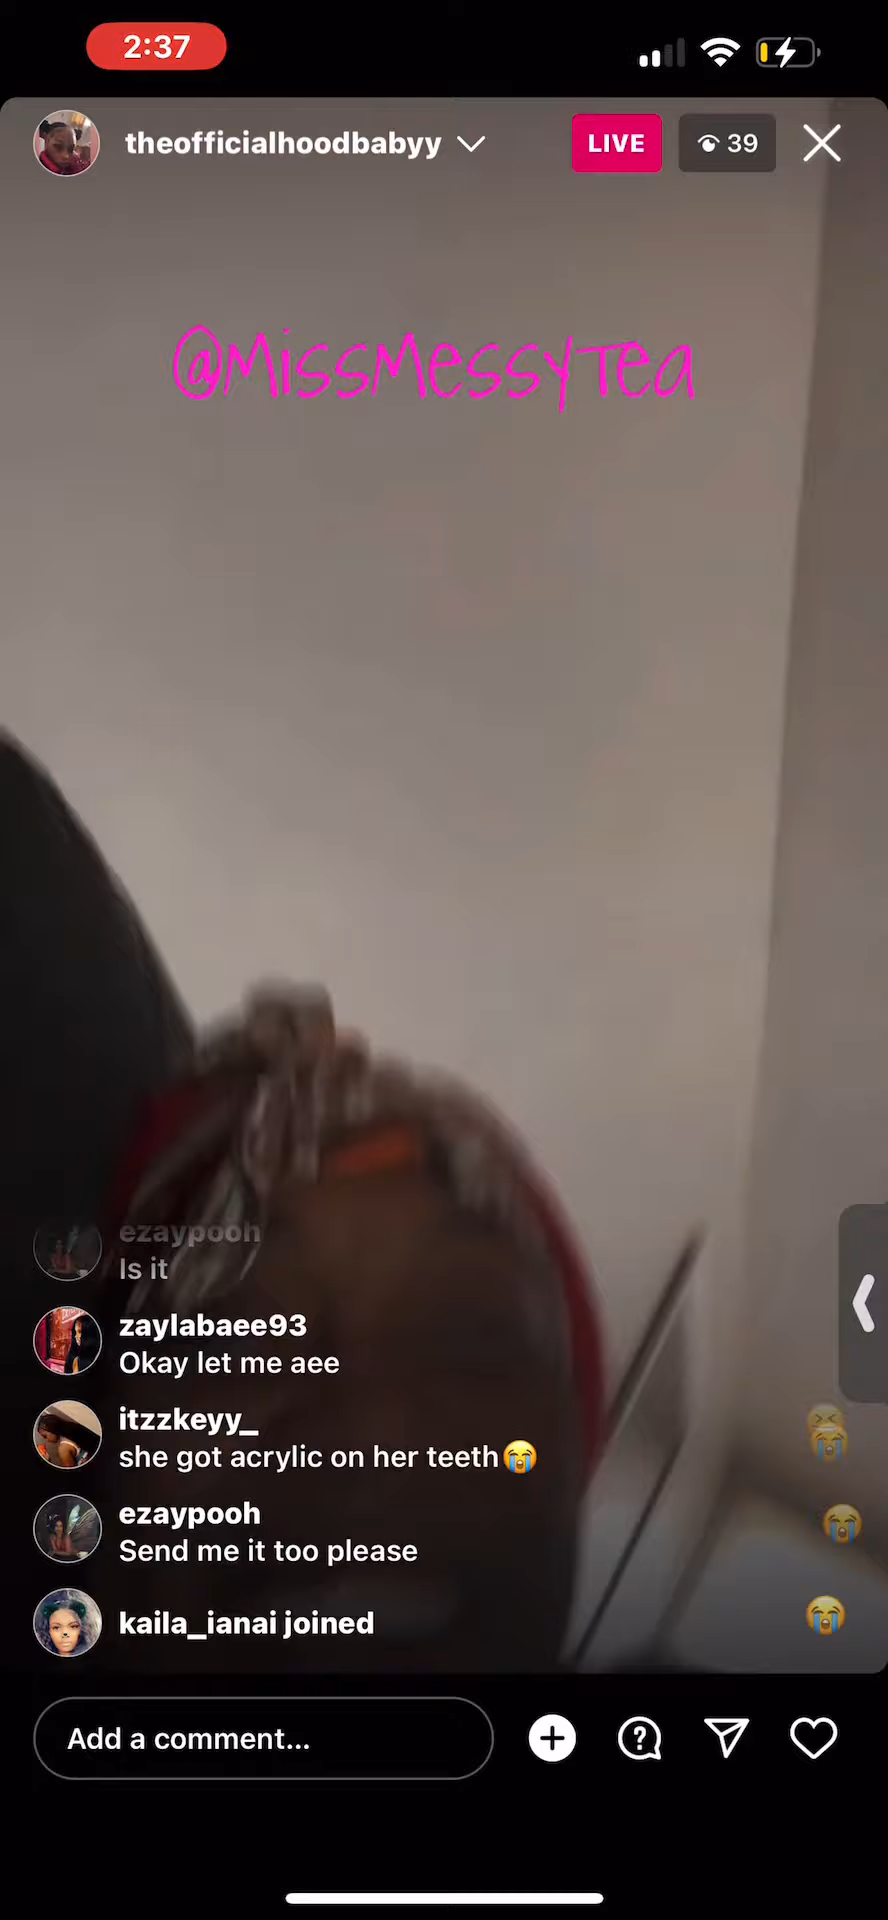 2:37
theofficialhoodbabyy
LIVE
39
@MissMessyTea
ezaypooh
Is it
zaylabaee93
Okay let me aee
itzzkeyy_
she got acrylic on her teeth😭
ezaypooh
Send me it too please
kaila_ianai joined
Add a comment...